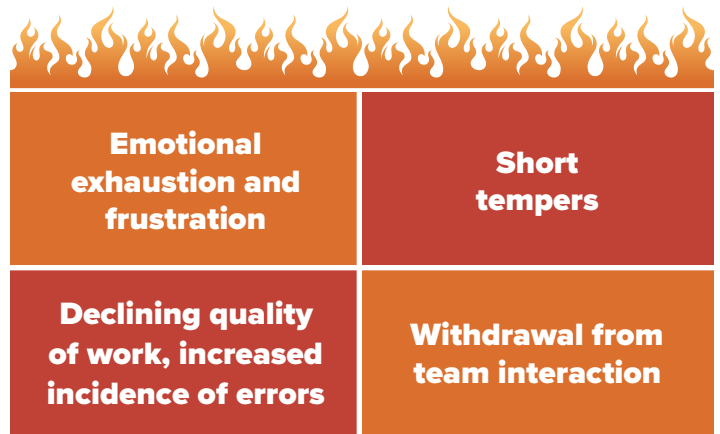 Emotional
exhaustion and
frustration
Short
tempers
Declining quality
of work, increased
incidence of errors
Withdrawal from
team interaction